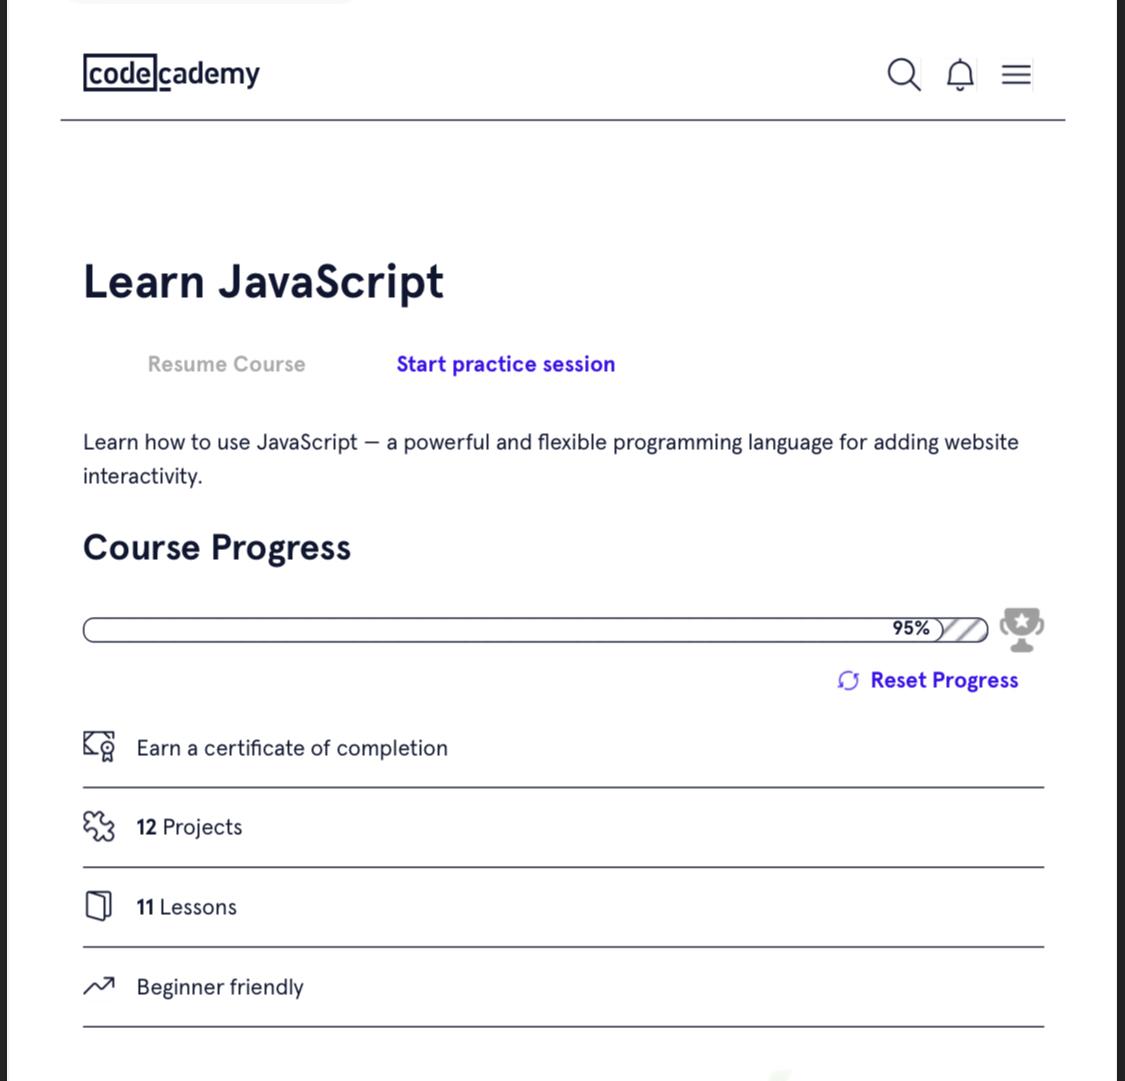 codecademy
Learn JavaScript
Resume Course
Start practice session
Learn how to use JavaScript — a powerful and flexible programming language for adding website
interactivity.
Course Progress
95%
Reset Progress
Earn a certificate of completion
12 Projects
11 Lessons
Beginner friendly